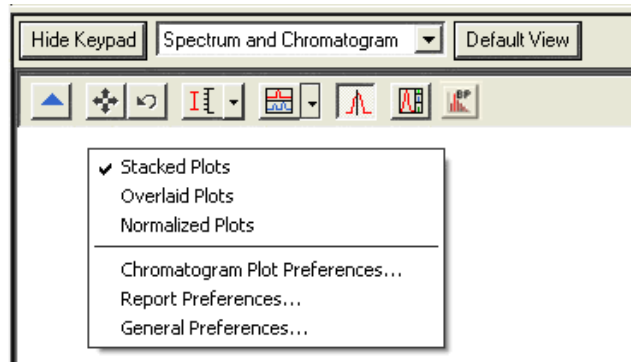 Hide Keypad Spectrum and Chromatogram Default View
BP
Stacked Plots
Overlaid Plots
Normalized Plots
Chromatogram Plot Preferences...
Report Preferences...
General Preferences...